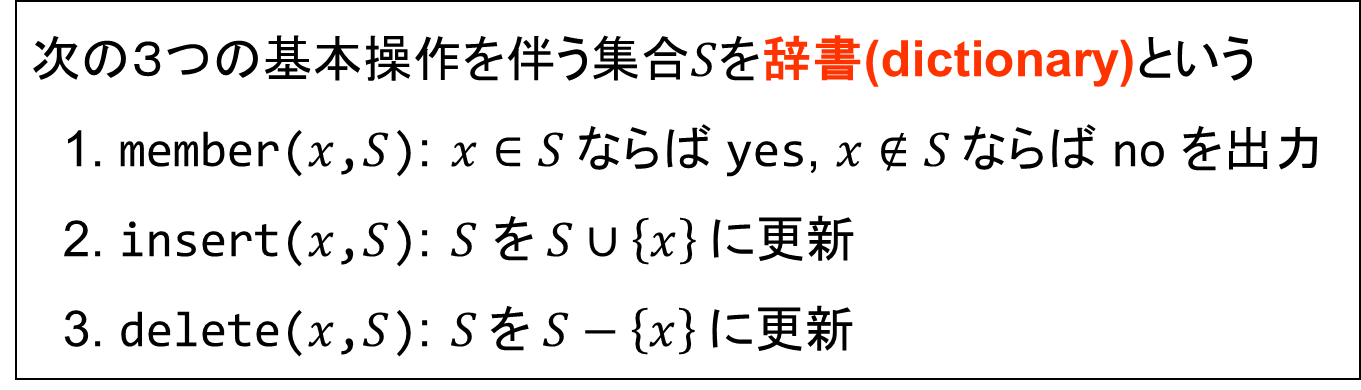 次の３つの基本操作を伴う集合𝑆を辞書(dictionary)という
1. member(𝑥,𝑆): 𝑥 ∈ 𝑆 ならば yes, 𝑥 ∉ 𝑆 ならば no を出力
2. insert(𝑥,𝑆): 𝑆 を 𝑆 ∪ {𝑥} に更新
3. delete(𝑥,𝑆): 𝑆 を 𝑆 − {𝑥} に更新